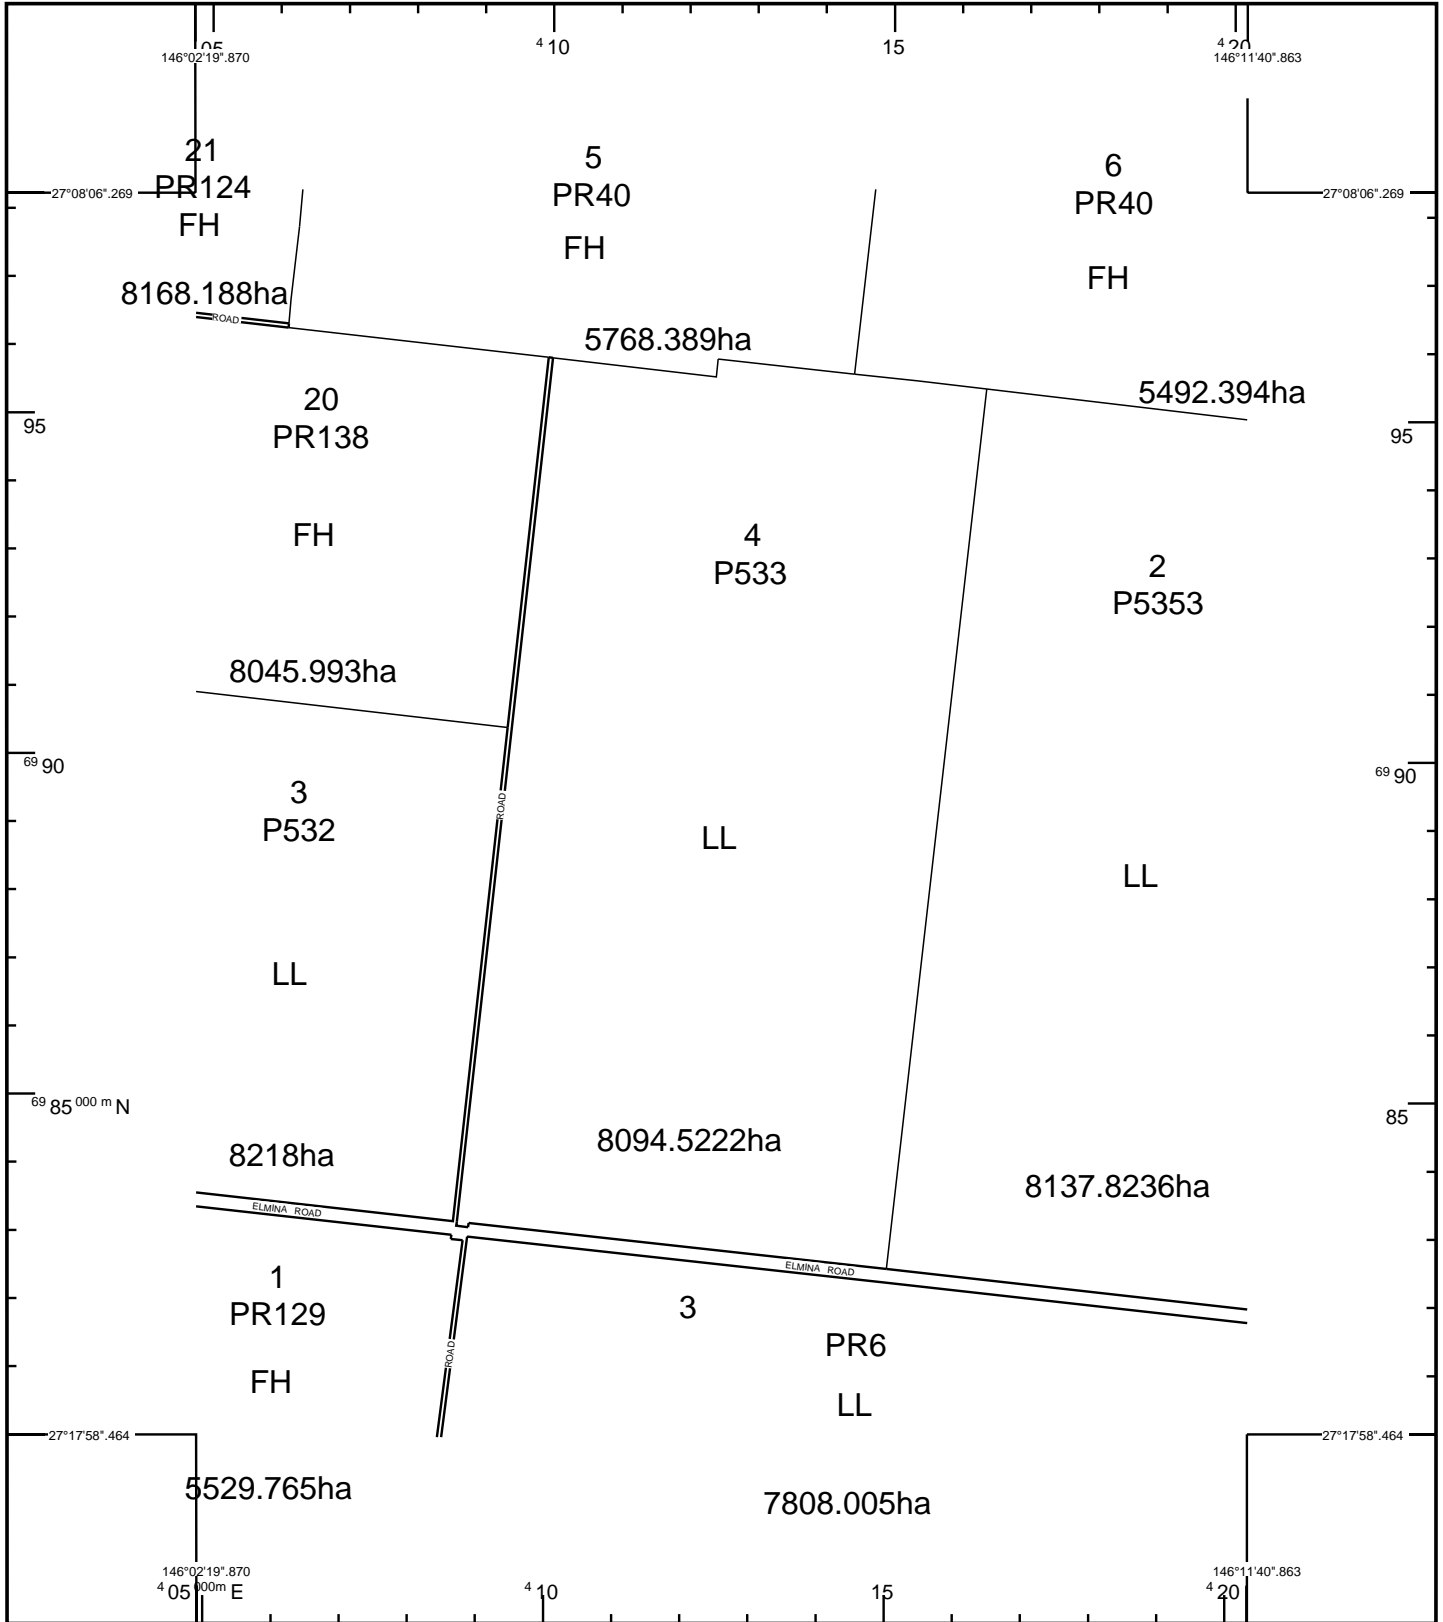 05
4 10
15
4 20
146°02'19".870
146°11'40".863
21
PR124
FH
8168.188ha
5
PR40
FH
5768.389ha
6
PR40
FH
5492.394ha
27°08'06".269
27°08'06".269
ROAD
20
PR138
FH
8045.993ha
95
95
4
P533
LL
8094.5222ha
2
P5353
LL
8137.8236ha
69 90
69 90
3
P532
LL
8218ha
ROAD
69 85 000 m N
85
ELMINA ROAD
ELMINA ROAD
1
PR129
FH
5529.765ha
ROAD
3
PR6
LL
7808.005ha
27°17'58".464
27°17'58".464
146°02'19".870
146°11'40".863
4 05 000m E
4 10
15
4 20